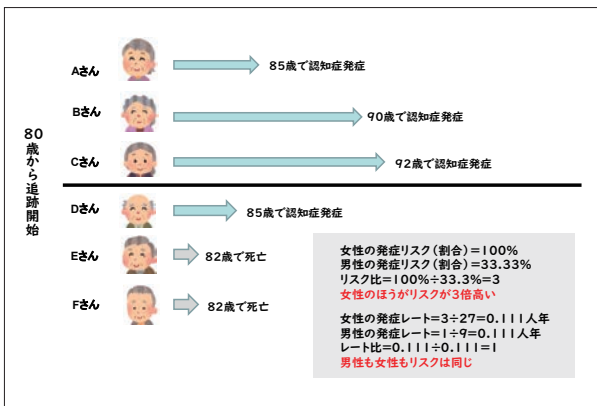 80歳から追跡開始
Aさん
85歳で認知症発症
Bさん
90歳で認知症発症
Cさん
92歳で認知症発症
Dさん
85歳で認知症発症
Eさん
82歳で死亡
Fさん
82歳で死亡
女性の発症リスク(割合)=100%
男性の発症リスク(割合)=33.33%
リスク比=100%÷33.3%=3
女性のほうがリスクが3倍高い
女性の発症レート=3÷27=0.111人年
男性の発症レート=1÷9=0.111人年
レート比=0.111÷0.111=1
男性も女性もリスクは同じ